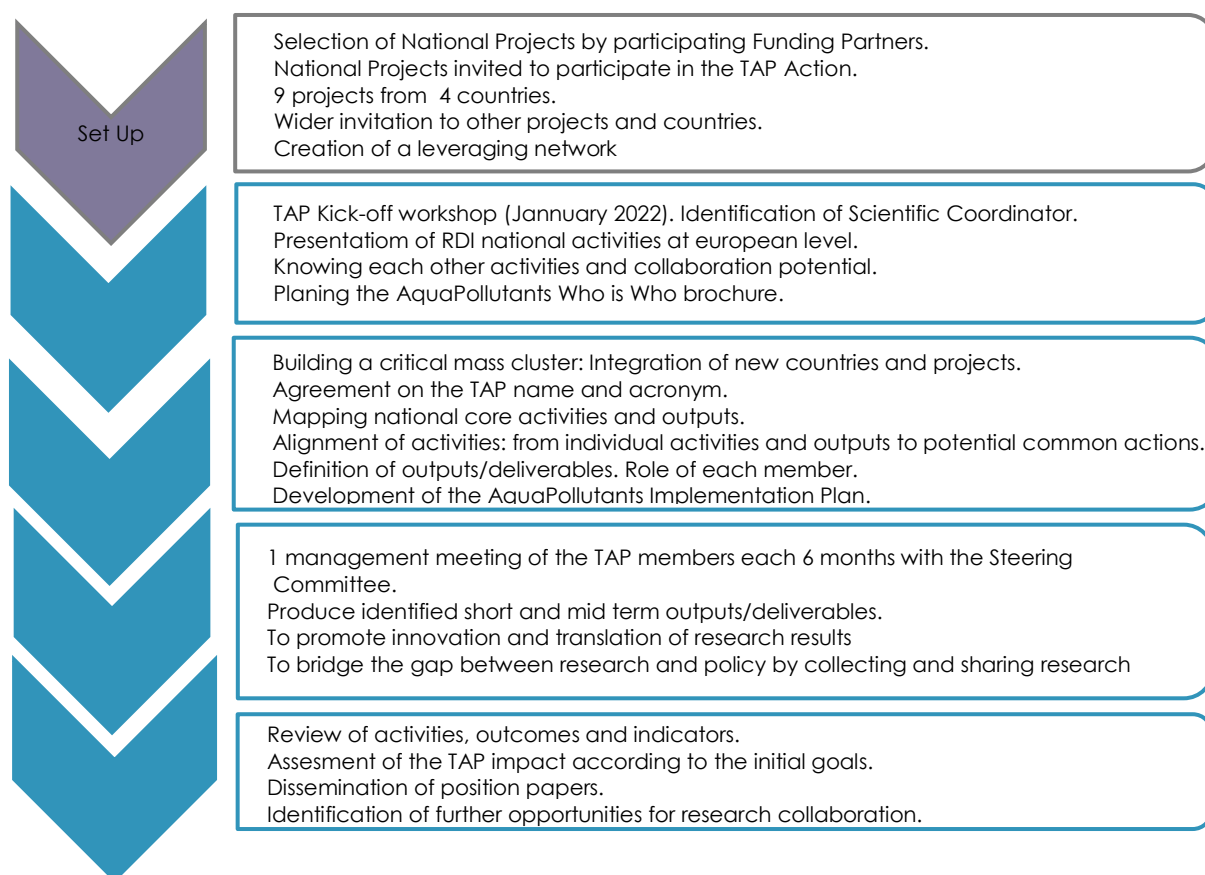 Set Up
Selection of National Projects by participating Funding Partners.
National Projects invited to participate in the TAP Action.
9 projects from 4 countries.
Wider invitation to other projects and countries.
Creation of a leveraging network
TAP Kick-off workshop (Jannuary 2022). Identification of Scientific Coordinator.
Presentatiom of RDI national activities at european level.
Knowing each other activities and collaboration potential.
Planing the AquaPollutants Who is Who brochure.
Building a critical mass cluster: Integration of new countries and projects.
Agreement on the TAP name and acronym.
Mapping national core activities and outputs.
Alignment of activities: from individual activities and outputs to potential common actions.
Definition of outputs/deliverables. Role of each member.
Development of the AquaPollutants Implementation Plan.
1 management meeting of the TAP members each 6 months with the Steering
Committee.
Produce identified short and mid term outputs/deliverables.
To promote innovation and translation of research results
To bridge the gap between research and policy by collecting and sharing research
Review of activities, outcomes and indicators.
Assesment of the TAP impact according to the initial goals.
Dissemination of position papers.
Identification of further opportunities for research collaboration.